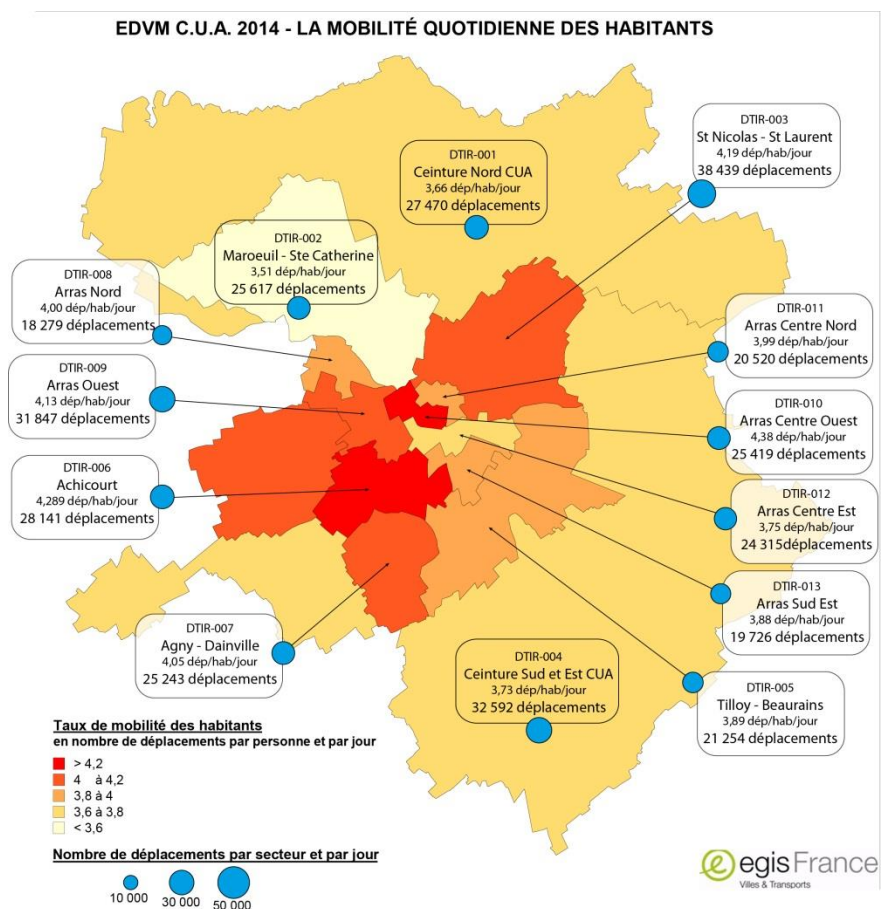 EDVM C.U.A. 2014 - LA MOBILITÉ QUOTIDIENNE DES HABITANTS
DTIR-003
St Nicolas - St Laurent
4,19 dép/hab/jour
38 439 déplacements
DTIR-001
Ceinture Nord CUA
3,66 dép/hab/jour
27 470 déplacements
DTIR-002
Maroeuil - Ste Catherine
3,51 dép/hab/jour
25 617 déplacements
DTIR-008
Arras Nord
4,00 dép/hab/jour
18 279 déplacements
DTIR-011
Arras Centre Nord
3,99 dép/hab/jour
20 520 déplacements
DTIR-009
Arras Ouest
4,13 dép/hab/jour
31 847 déplacements
DTIR-010
Arras Centre Ouest
4,38 dép/hab/jour
25 419 déplacements
DTIR-006
Achicourt
4,289 dép/hab/jour
28 141 déplacements
DTIR-012
Arras Centre Est
3,75 dép/hab/jour
24 315déplacements
DTIR-013
Arras Sud Est
3,88 dép/hab/jour
19 726 déplacements
DTIR-007
Agny - Dainville
4,05 dép/hab/jour
25 243 déplacements
DTIR-004
Ceinture Sud et Est CUA
3,73 dép/hab/jour
32 592 déplacements
DTIR-005
Tilloy - Beaurains
3,89 dép/hab/jour
21 254 déplacements
Taux de mobilité des habitants
en nombre de déplacements par personne et par jour
> 4,2
4 à 4,2
3,8 à 4
3,6 à 3,8
< 3,6
Nombre de déplacements par secteur et par jour
10 000
30 000
50 000
egis France
Villes & Transports